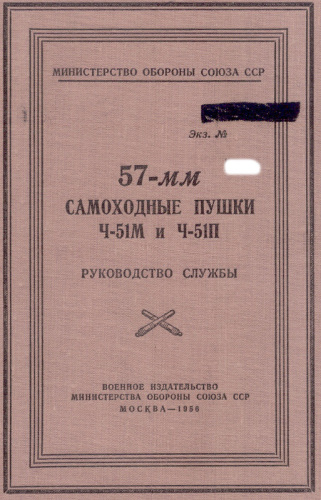 МИНИСТЕРСТВО ОБОРОНЫ СОЮЗА ССР
Экз. №
57-мм
САМОХОДНЫЕ ПУШКИ
Ч-51М и Ч-51П
РУКОВОДСТВО СЛУЖБЫ
ВОЕННОЕ ИЗДАТЕЛЬСТВО
МИНИСТЕРСТВА ОБОРОНЫ СОЮЗА ССР
МОСКВА—1956